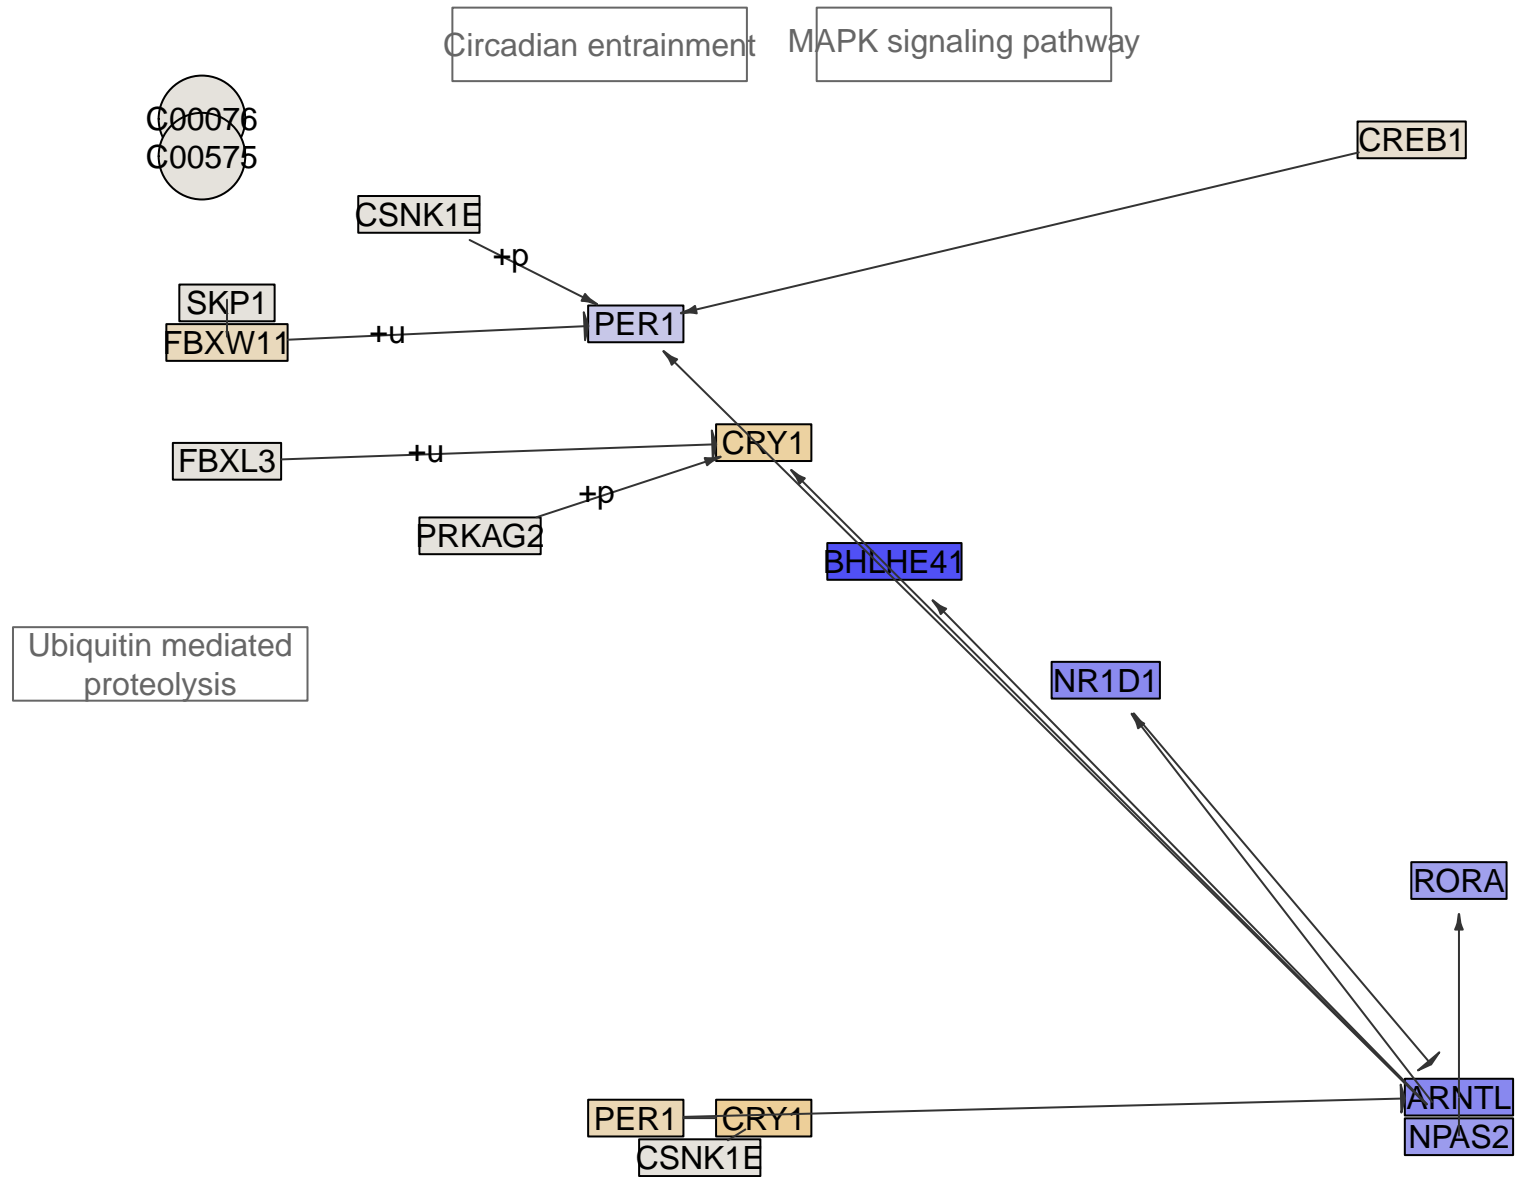 Circadian entrainment
MAPK signaling pathway
C00076
C00575
CREB1
CSNK1E
+p
SKP1
FBXW11
+u
PER1
CRY1
FBXL3
+u
+p
PRKAG2
BHLHE41
Ubiquitin mediated
proteolysis
NR1D1
RORA
ARNTL
NPAS2
PER1
CRY1
CSNK1E